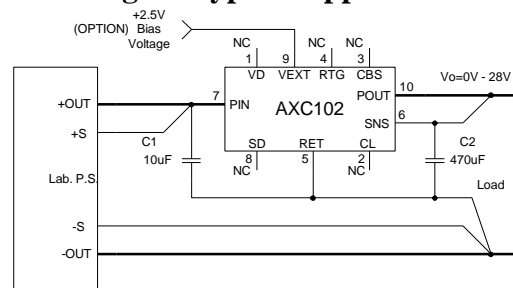 +2.5V
(OPTION) Bias
Voltage
NC NC NC
1 9 4 3
VD VEXT RTG CBS
Vo=0V - 28V
+OUT 7 PIN AXC102 POUT 10
+S SNS 6
C1 SD RET CL C2
10uF 8 5 2 470uF
NC NC
Lab. P.S. Load
-S
-OUT